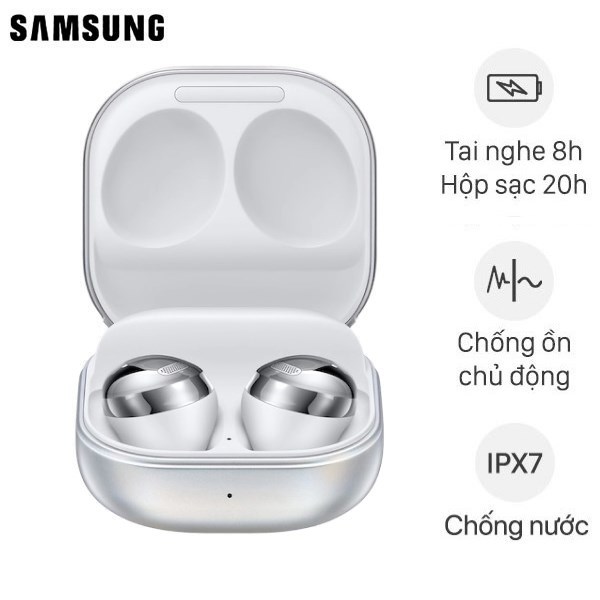 SAMSUNG
Tai nghe 8h
Hộp sạc 20h
Chống ồn
chủ động
IPX7
Chống nước